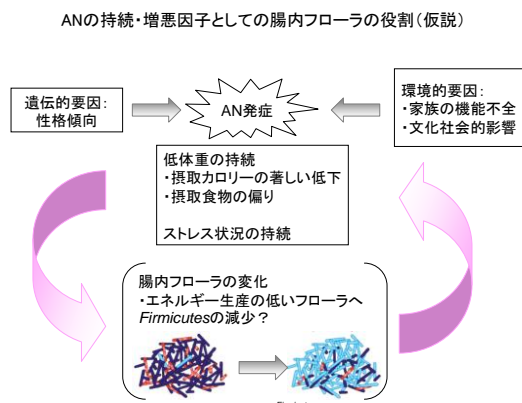 ANの持続・増悪因子としての腸内フローラの役割(仮説)
遺伝的要因:
性格傾向
AN発症
環境的要因:
・家族の機能不全
・文化社会的影響
低体重の持続
・摂取カロリーの著しい低下
・摂取食物の偏り
ストレス状況の持続
腸内フローラの変化
・エネルギー生産の低いフローラへ
Firmicutesの減少?